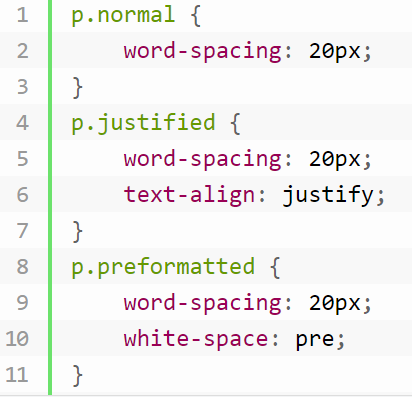 1 p.normal {
2     word-spacing: 20px;
3 }
4 p.justified {
5     word-spacing: 20px;
6     text-align: justify;
7 }
8 p.preformatted {
9     word-spacing: 20px;
10     white-space: pre;
11 }